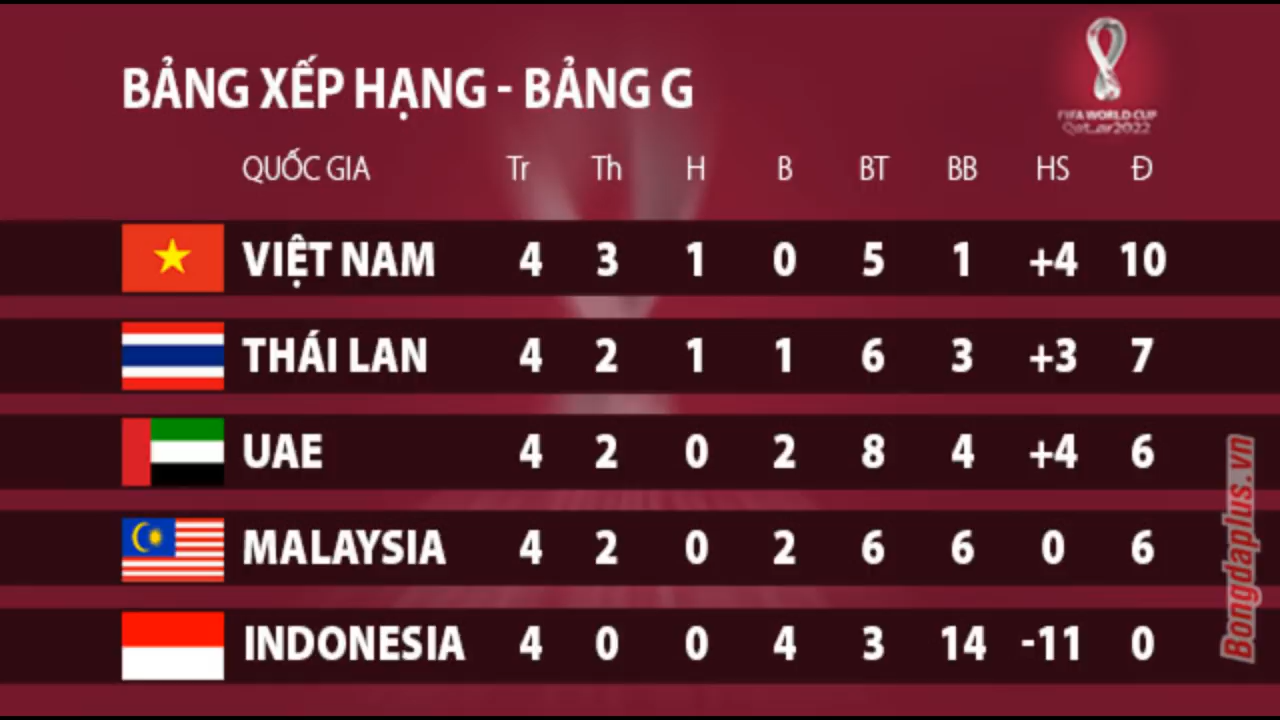 BẢNG XẾP HẠNG - BẢNG G
FIFA WORLD CUP
Qatar2022
QUỐC GIA Tr Th H B BT BB HS Đ
VIỆT NAM 4 3 1 0 5 1 +4 10
THÁI LAN 4 2 1 1 6 3 +3 7
UAE 4 2 0 2 8 4 +4 6
MALAYSIA 4 2 0 2 6 6 0 6
INDONESIA 4 0 0 4 3 14 -11 0
Bongdaplus.vn